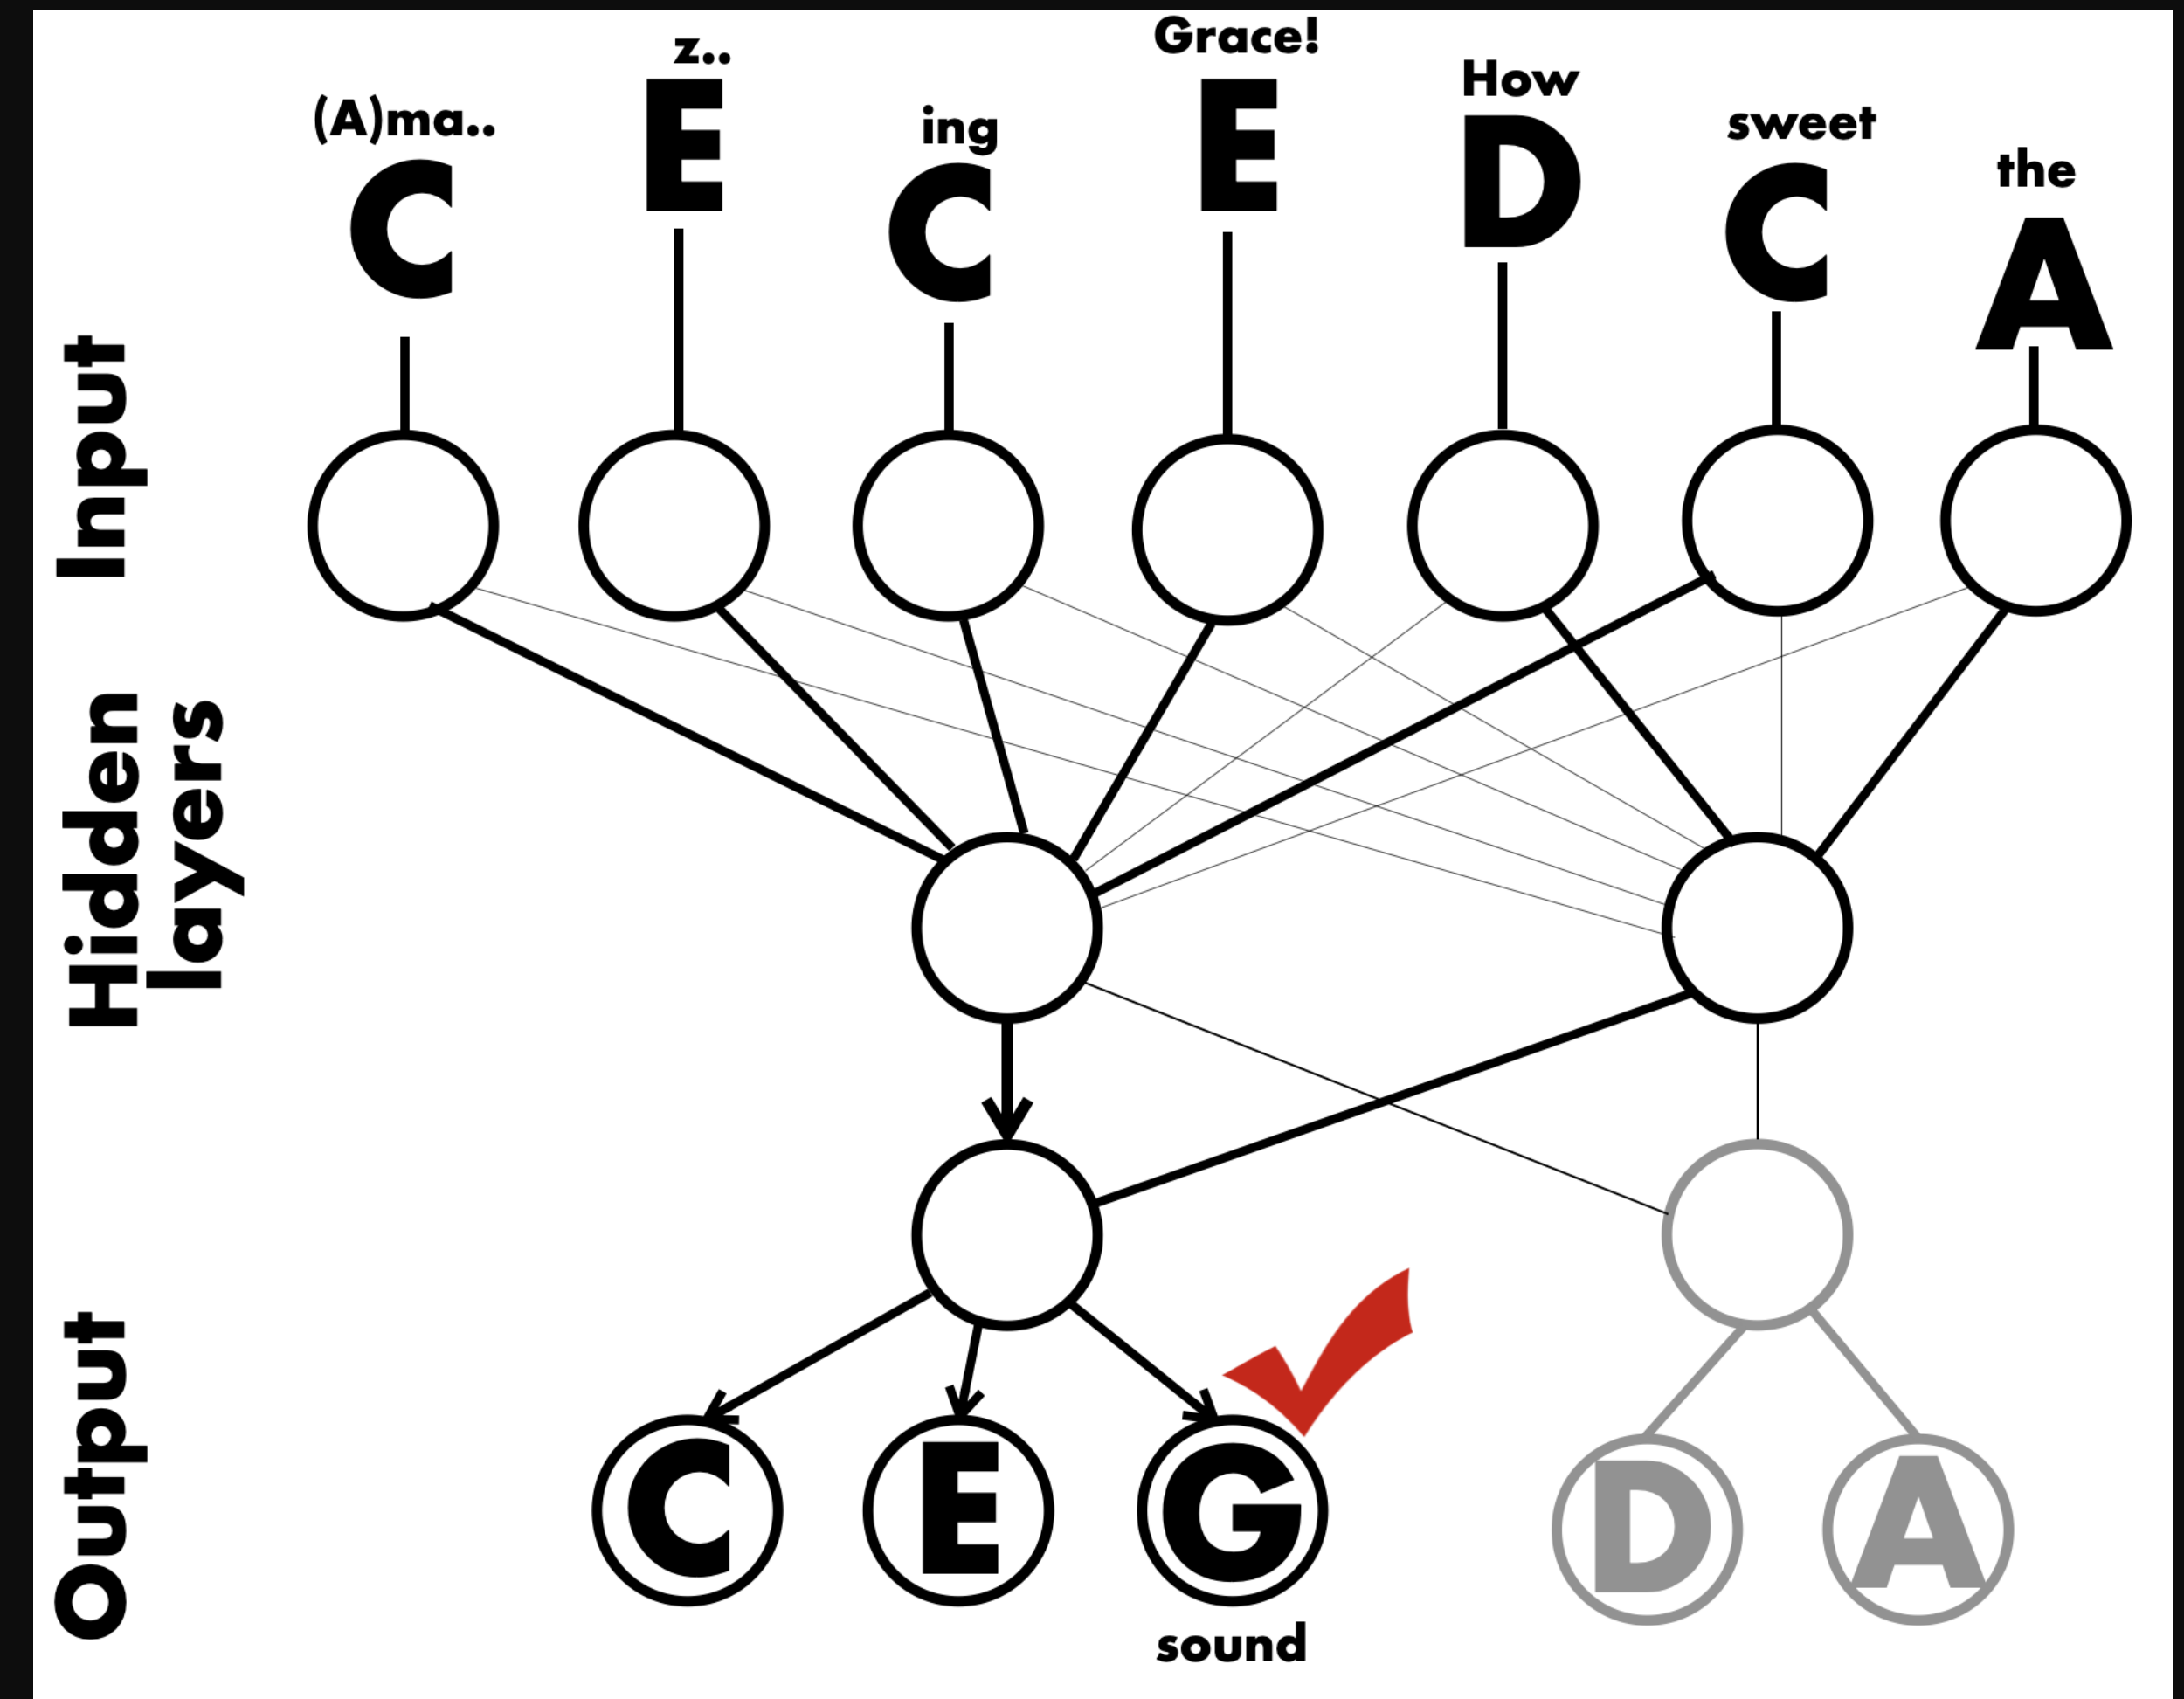 (A)ma..
z..
ing
Grace!
How
sweet
the
C
E
C
E
D
C
A
Input
Hidden
layers
Output
C
E
G
D
A
sound